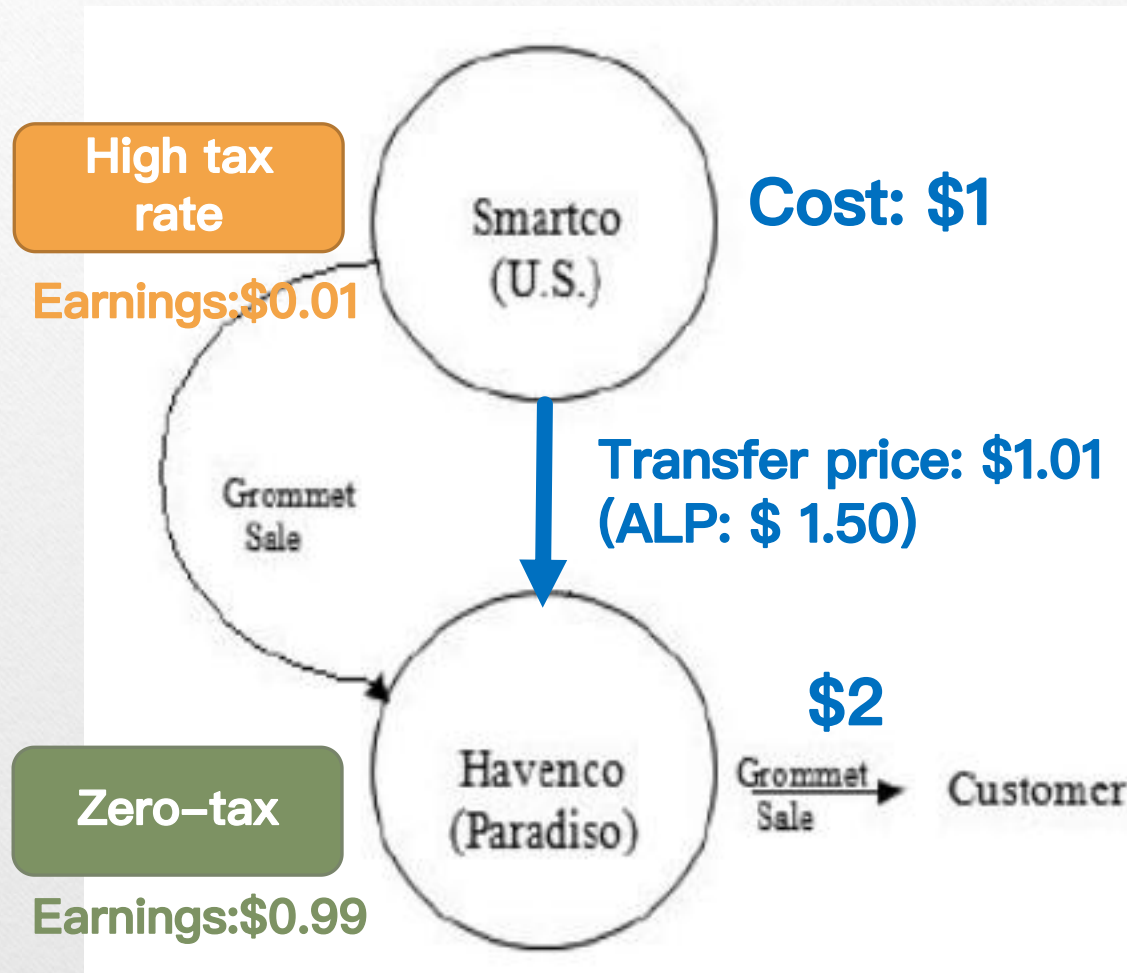 High tax
rate
Earnings:$0.01
Smartco
(U.S.)
Cost: $1
Grommet
Sale
Transfer price: $1.01
(ALP: $ 1.50)
Zero-tax
Earnings:$0.99
Havenco
(Paradiso)
$2
Grommet
Sale
Customer